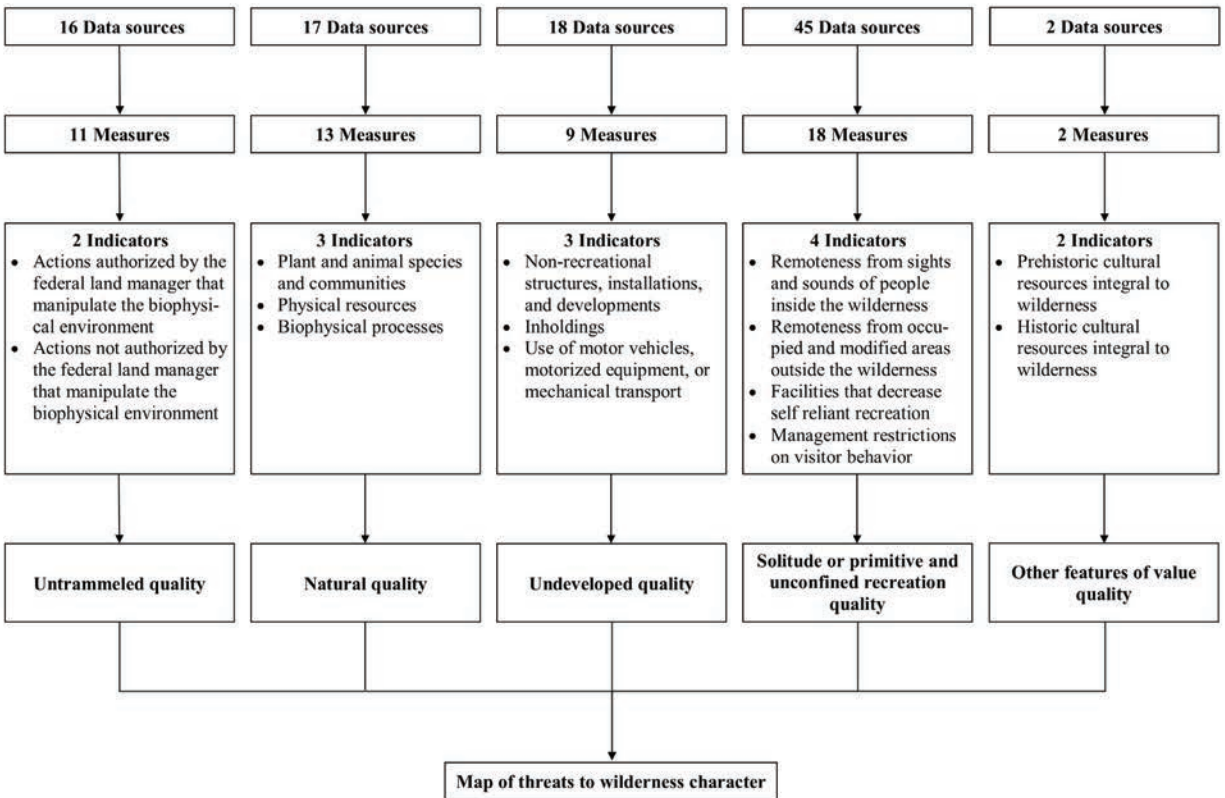 16 Data sources
17 Data sources
18 Data sources
45 Data sources
2 Data sources
11 Measures
13 Measures
9 Measures
18 Measures
2 Measures
2 Indicators
• Actions authorized by the
federal land manager that
manipulate the biophysi-
cal environment
• Actions not authorized by
the federal land manager
that manipulate the
biophysical environment
3 Indicators
• Plant and animal species
and communities
• Physical resources
• Biophysical processes
3 Indicators
• Non-recreational
structures, installations,
and developments
• Inholdings
• Use of motor vehicles,
motorized equipment, or
mechanical transport
4 Indicators
• Remoteness from sights
and sounds of people
inside the wilderness
• Remoteness from occu-
pied and modified areas
outside the wilderness
• Facilities that decrease
self reliant recreation
• Management restrictions
on visitor behavior
2 Indicators
• Prehistoric cultural
resources integral to
wilderness
• Historic cultural
resources integral to
wilderness
Untrammeled quality
Natural quality
Undeveloped quality
Solitude or primitive and
unconfined recreation
quality
Other features of value
quality
Map of threats to wilderness character